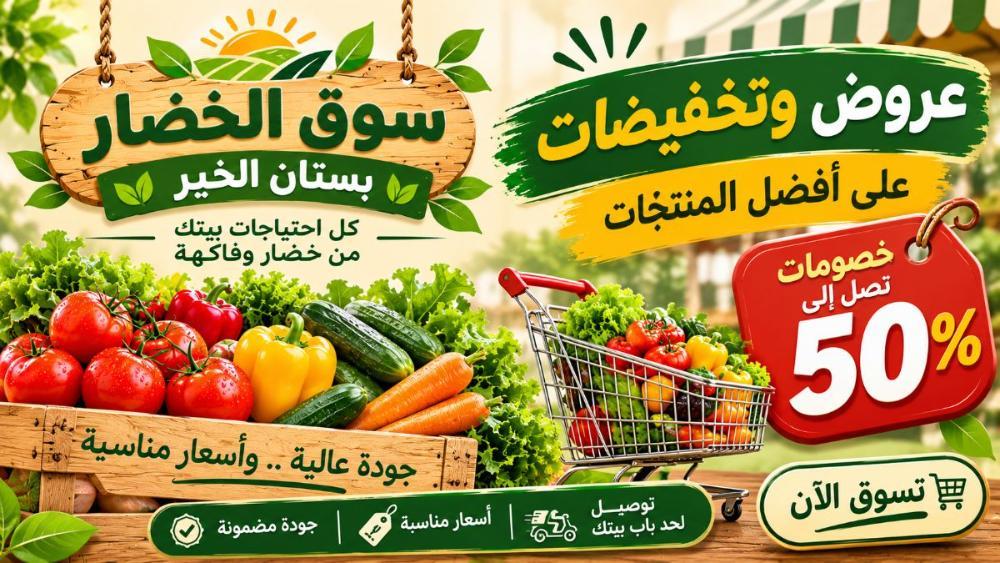 سوق الخضار
بستان الخير
كل احتياجات بيتك
من خضار وفاكهة
عروض وتخفيضات
على أفضل المنتجات
خصومات
تصل إلى
50%
جودة عالية .. وأسعار مناسبة
توصيل
لحد باب بيتك
أسعار مناسبة
جودة مضمونة
تسوق الآن